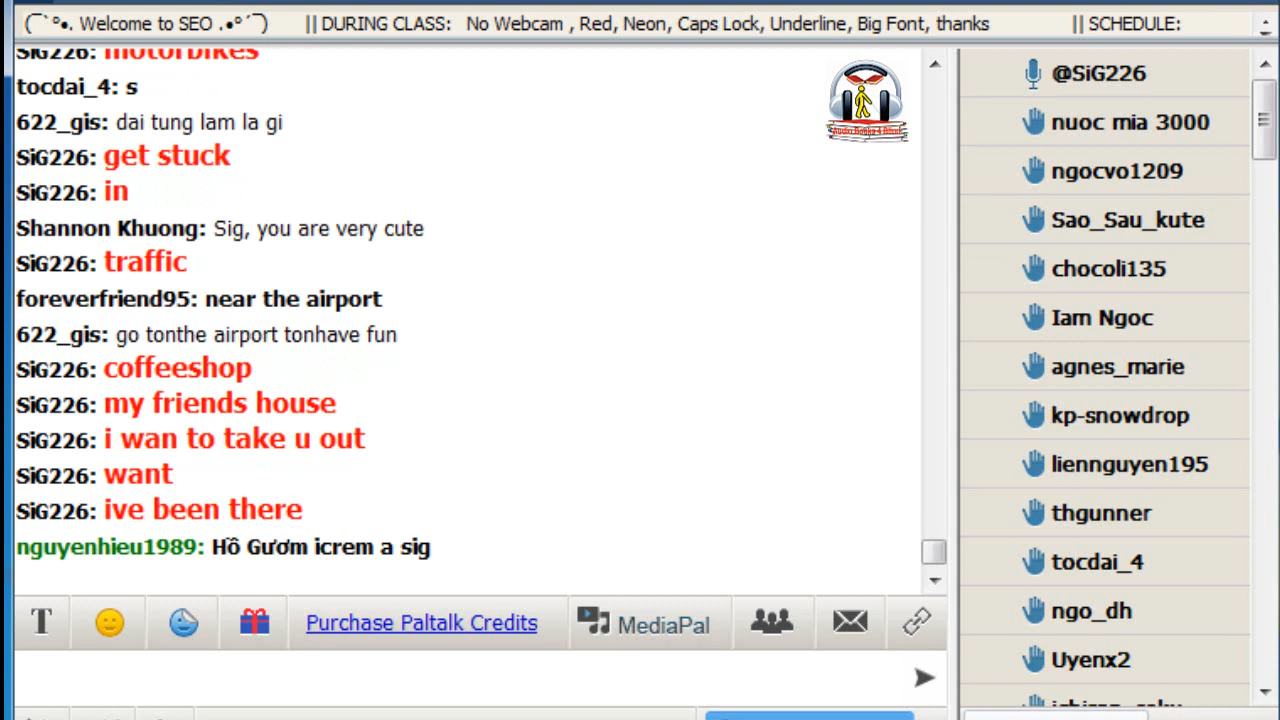 (¯`°•. Welcome to SEO .•°´¯) || DURING CLASS: No Webcam , Red, Neon, Caps Lock, Underline, Big Font, thanks || SCHEDULE:
SiG226: motorbikes
tocdai_4: s
622_gis: dai tung lam la gi
SiG226: get stuck
SiG226: in
Shannon Khuong: Sig, you are very cute
SiG226: traffic
foreverfriend95: near the airport
622_gis: go tonthe airport tonhave fun
SiG226: coffeeshop
SiG226: my friends house
SiG226: i wan to take u out
SiG226: want
SiG226: ive been there
nguyenhieu1989: Hồ Gươm icrem a sig
Audio Books 4 Blind
T Purchase Paltalk Credits MediaPal
@SiG226
nuoc mia 3000
ngocvo1209
Sao_Sau_kute
chocoli135
Iam Ngoc
agnes_marie
kp-snowdrop
liennguyen195
thgunner
tocdai_4
ngo_dh
Uyenx2